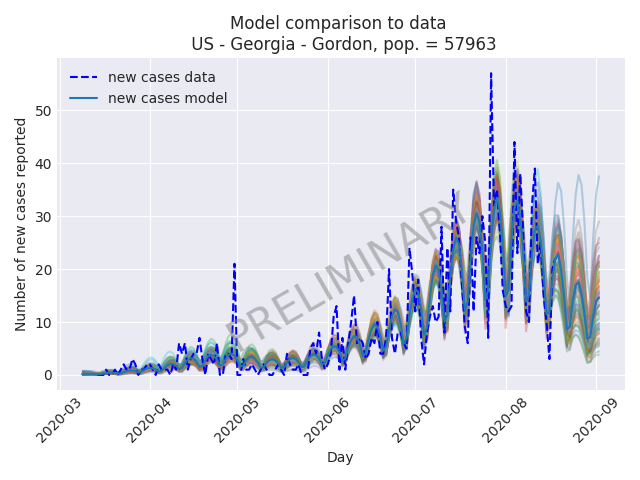 Model comparison to data
US - Georgia - Gordon, pop. = 57963
new cases data
new cases model
PRELIMINARY
Number of new cases reported
50
40
30
20
10
0
2020-03
2020-04
2020-05
2020-06
2020-07
2020-08
2020-09
Day